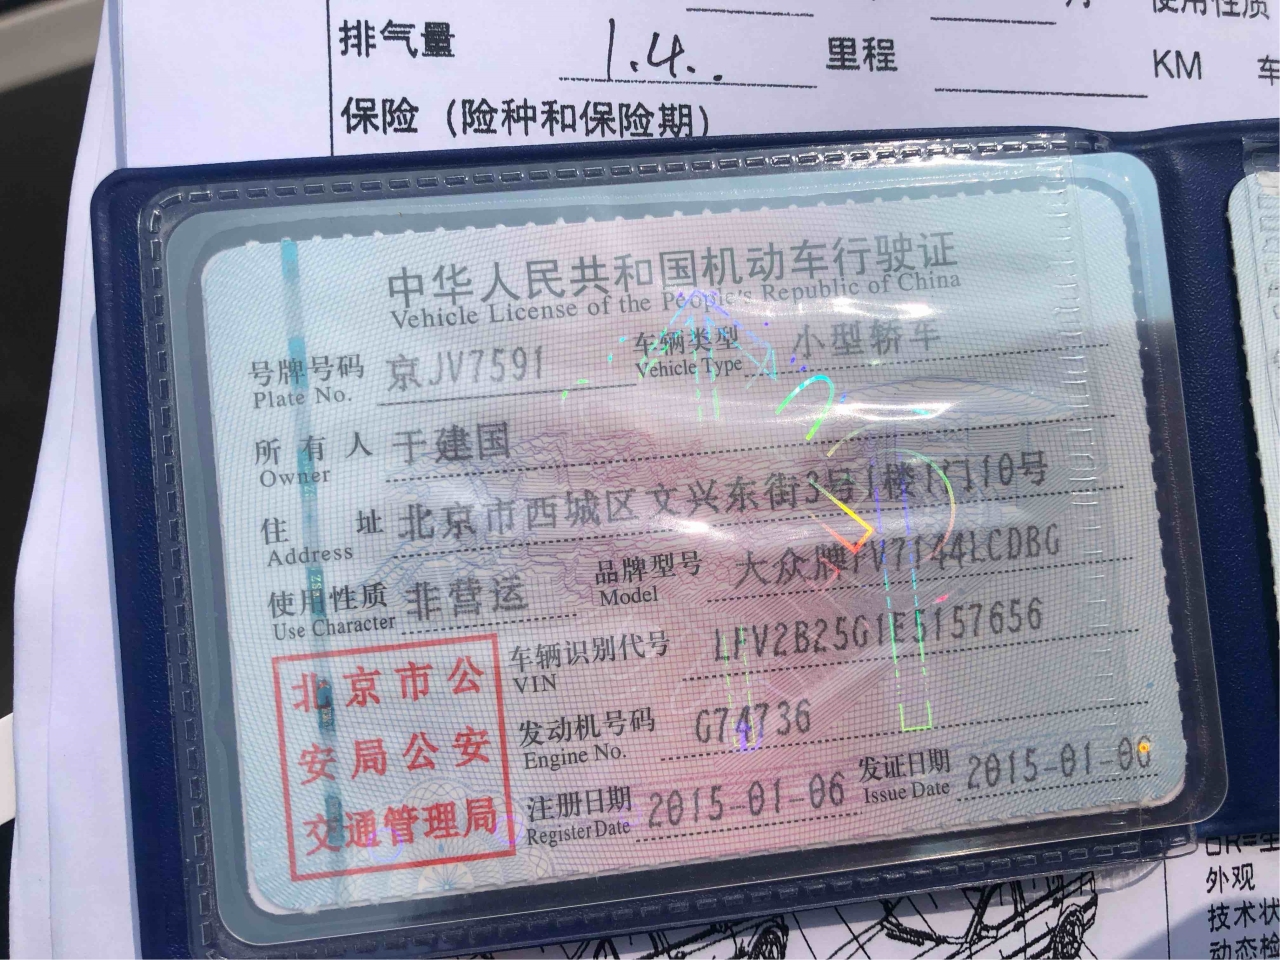 使用性质
排气量 1.4. 里程 KM 车
保险（险种和保险期）
中华人民共和国机动车行驶证
Vehicle License of the People's Republic of China
号牌号码 京JV7591 车辆类型 小型轿车
Plate No. Vehicle Type
所有人 于建国
Owner
住址 北京市西城区文兴东街3号1楼1门110号
Address
使用性质 非营运 品牌型号 大众牌FV7144LCDBG
Use Character Model
车辆识别代号 LFV2B25G1E5157656
VIN
北京市公
安局公安
交通管理局
发动机号码 G74736
Engine No.
注册日期 2015-01-06 发证日期 2015-01-06
Register Date Issue Date
外观
技术状
动态检